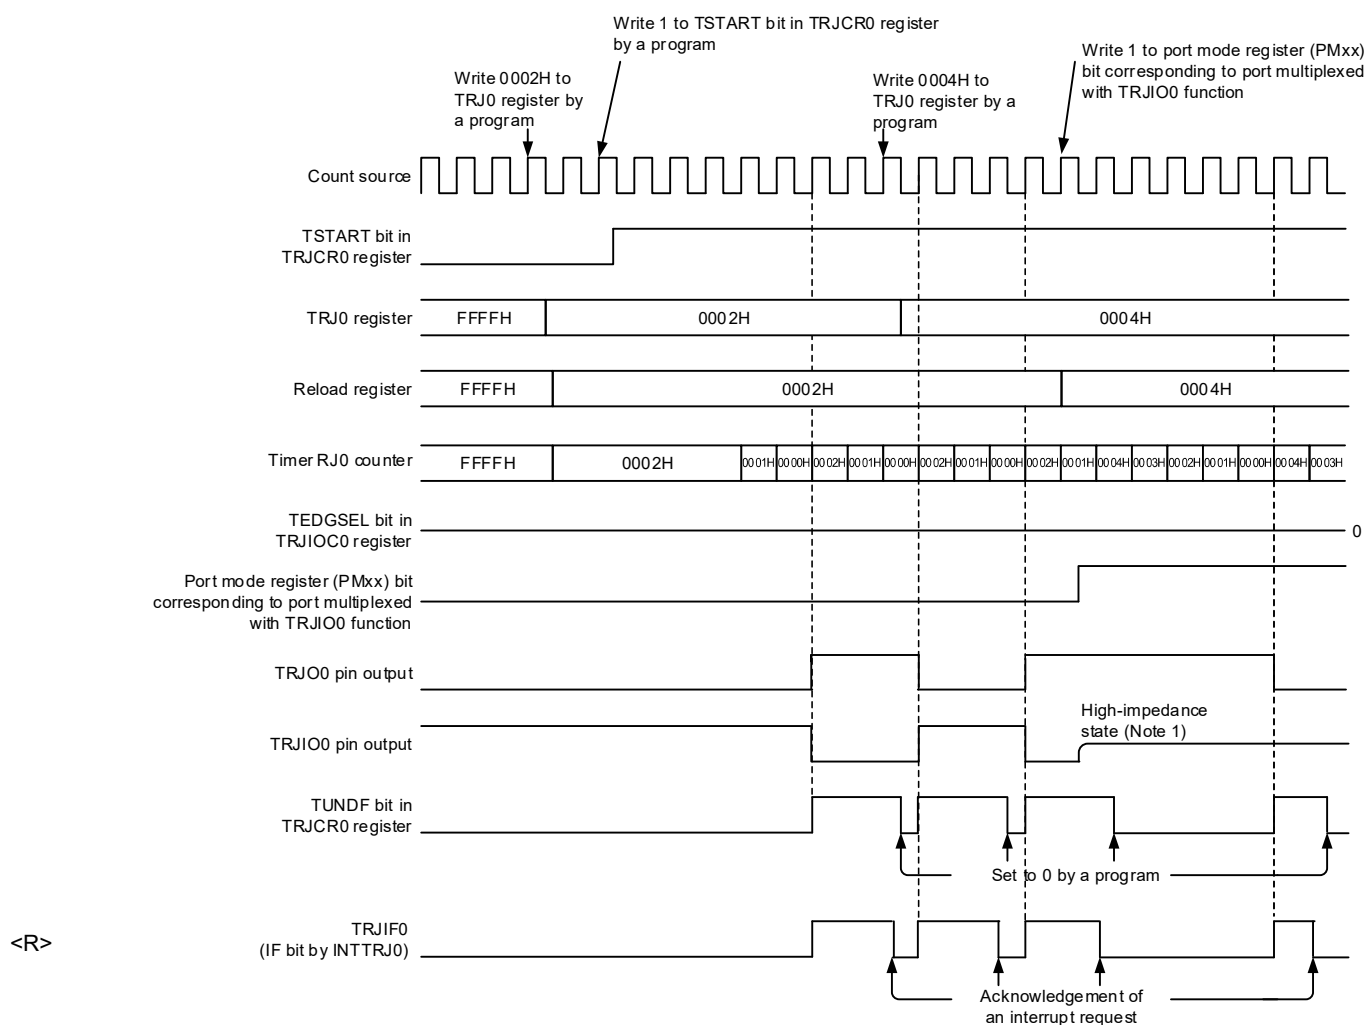 Write 1 to TSTART bit in TRJCR0 register
by a program
Write 0002H to
TRJ0 register by
a program
Write 0004H to
TRJ0 register by a
program
Write 1 to port mode register (PMxx)
bit corresponding to port multiplexed
with TRJIO0 function
Count source
TSTART bit in
TRJCR0 register
TRJ0 register
FFFFH 0002H 0004H
Reload register
FFFFH 0002H 0004H
Timer RJ0 counter
FFFFH 0002H 0001H 0000H 0002H 0001H 0000H 0002H 0001H 0000H 0002H 0001H 0004H 0003H 0002H 0001H 0000H 0004H 0003H
TEDGSEL bit in
TRJIOC0 register
0
Port mode register (PMxx) bit
corresponding to port multiplexed
with TRJIO0 function
TRJO0 pin output
High-impedance
state (Note 1)
TRJIO0 pin output
TUNDF bit in
TRJCR0 register
Set to 0 by a program
<R>
TRJIF0
(IF bit by INTTRJ0)
Acknowledgement of
an interrupt request